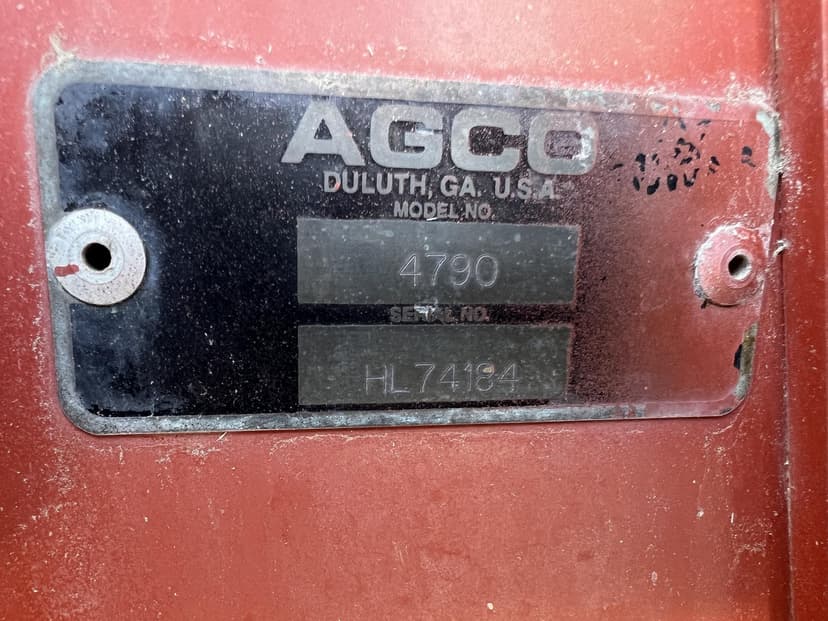 AGCO
DULUTH, GA. U.S.A.
MODEL NO.
4790
SERIAL NO.
HL74184